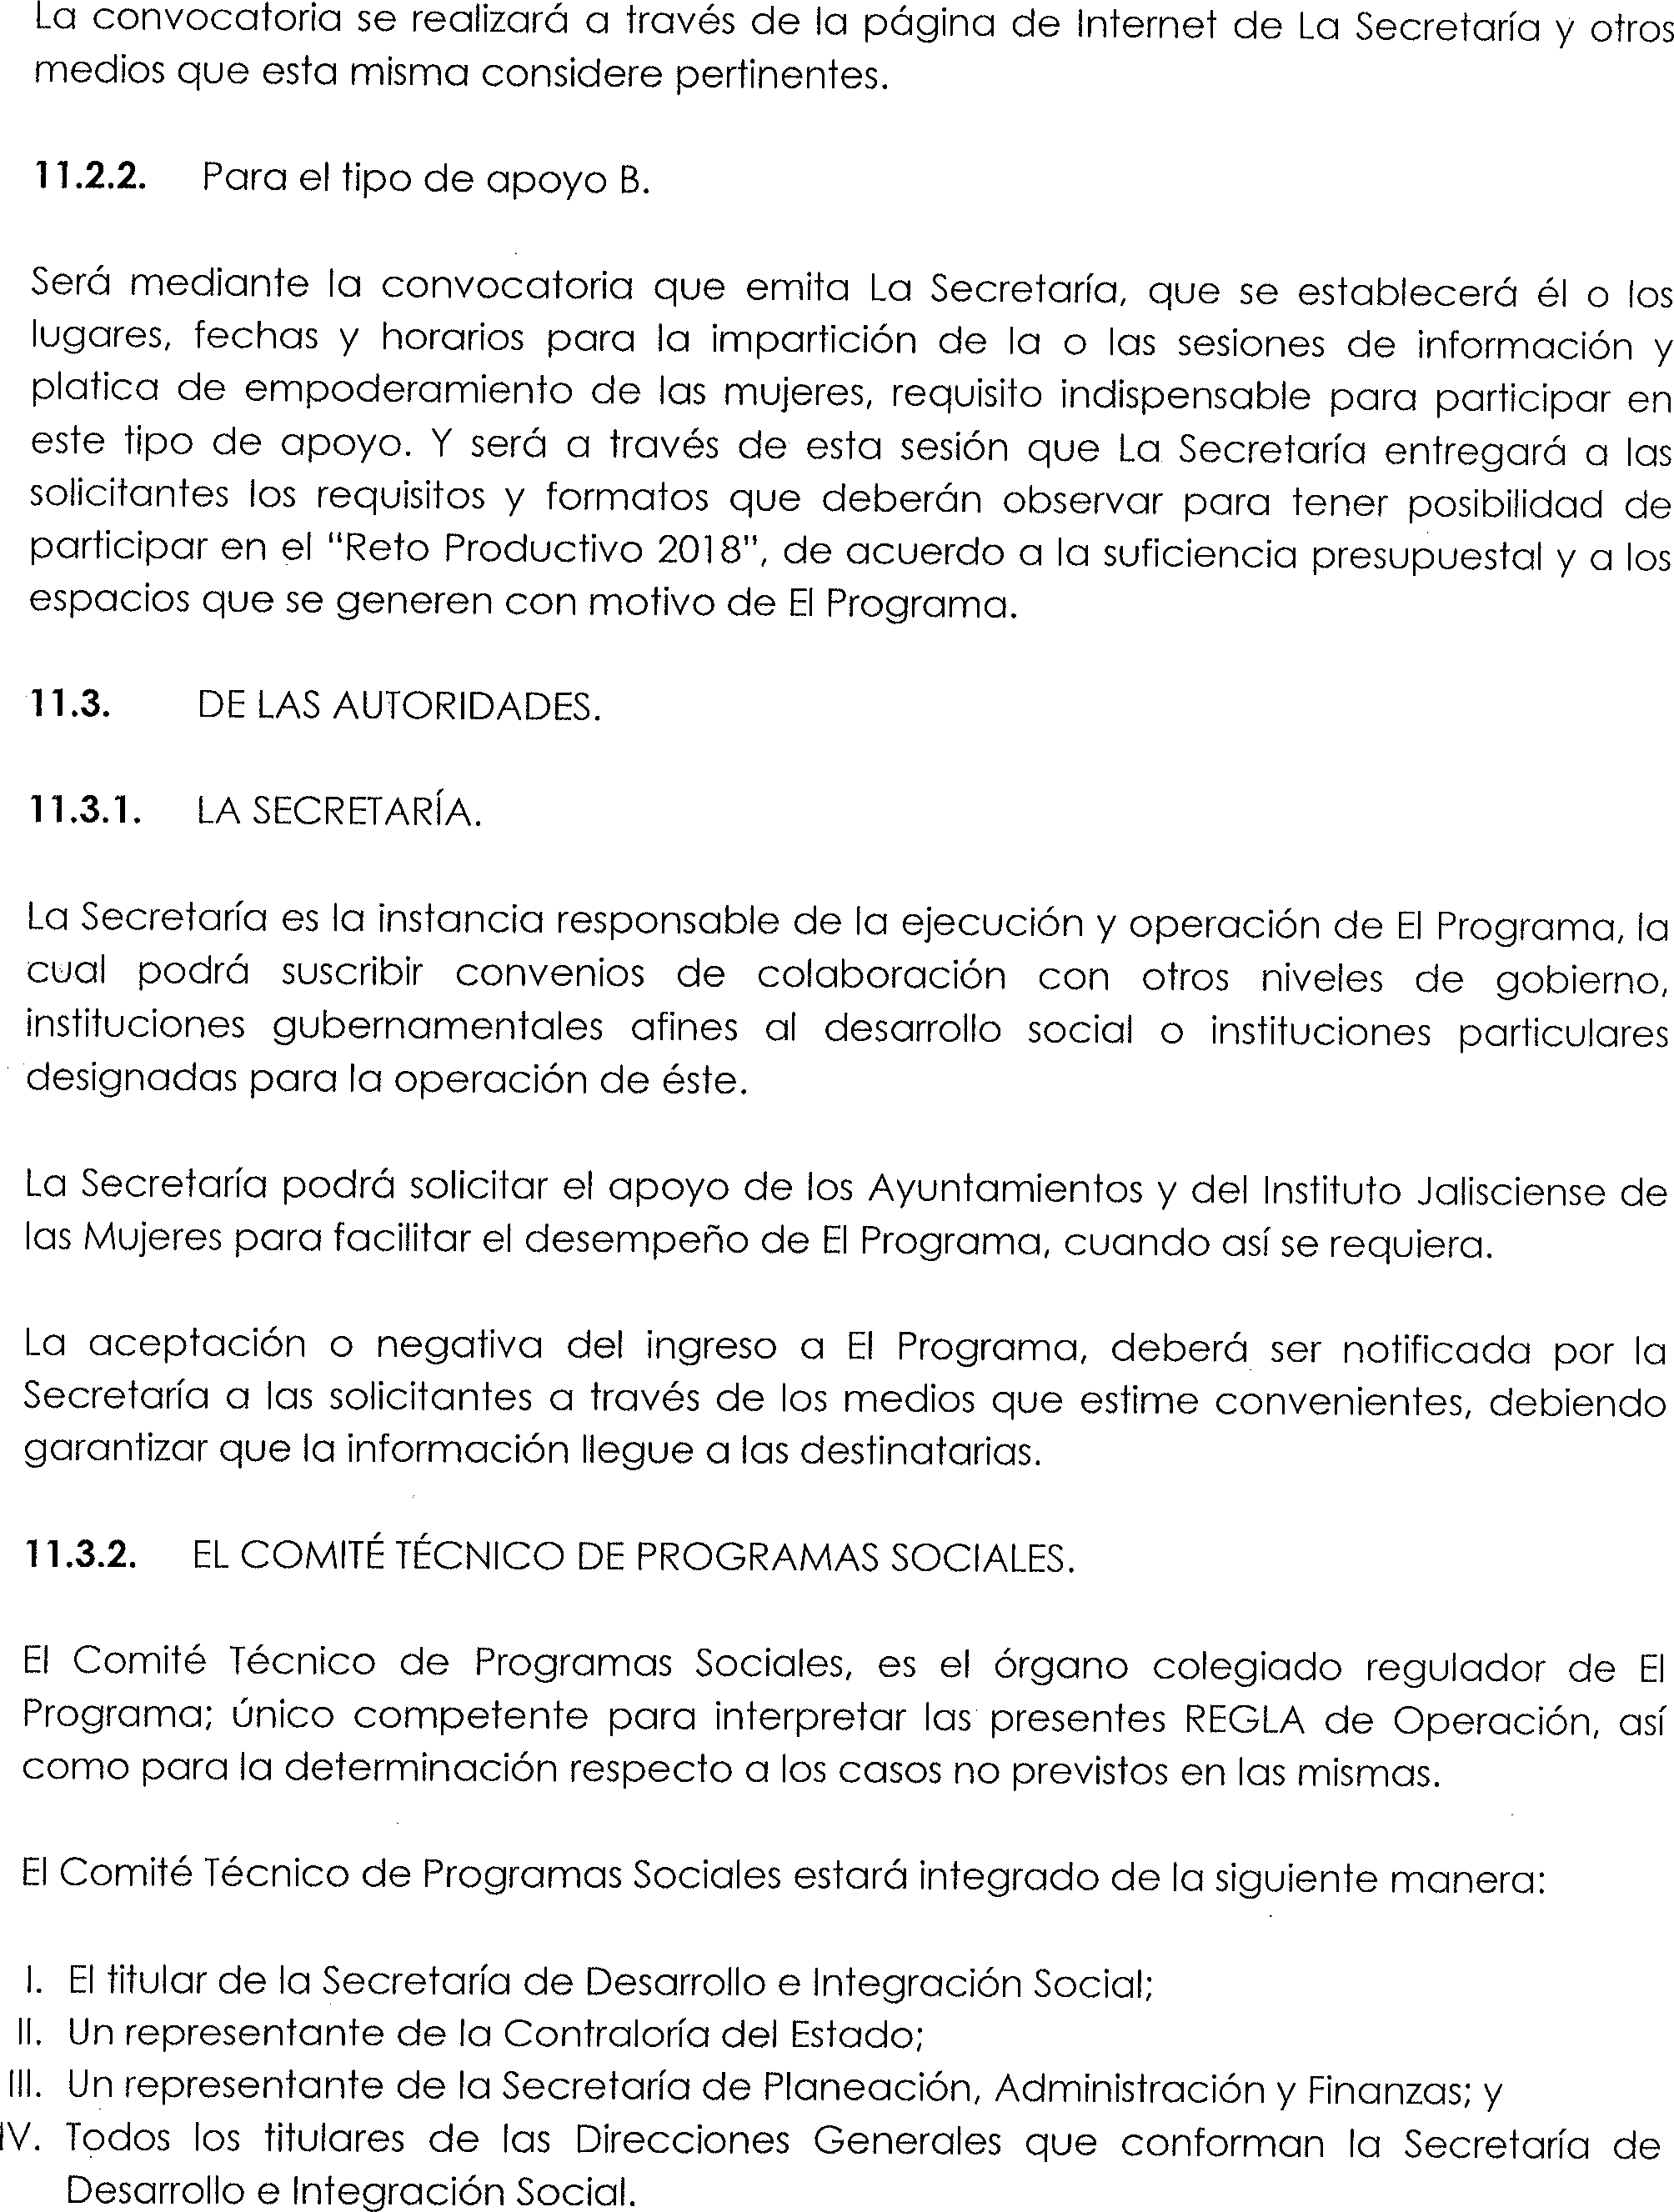 La convocatoria se realizará a través de la página de Internet de La Secretaría y otros
medios que esta misma considere pertinentes.
11.2.2. Para el tipo de apoyo B.
Será mediante la convocatoria que emita La Secretaría, que se establecerá él o los
lugares, fechas y horarios para la impartición de la o las sesiones de información y
platica de empoderamiento de las mujeres, requisito indispensable para participar en
este tipo de apoyo. Y será a través de esta sesión que La Secretaría entregará a las
solicitantes los requisitos y formatos que deberán observar para tener posibilidad de
participar en el "Reto Productivo 2018", de acuerdo a la suficiencia presupuestal y a los
espacios que se generen con motivo de El Programa.
11.3. DE LAS AUTORIDADES.
11.3.1. LA SECRETARÍA.
La Secretaría es la instancia responsable de la ejecución y operación de El Programa, la
cual podrá suscribir convenios de colaboración con otros niveles de gobierno,
instituciones gubernamentales afines al desarrollo social o instituciones particulares
designadas para la operación de éste.
La Secretaría podrá solicitar el apoyo de los Ayuntamientos y del Instituto Jalisciense de
las Mujeres para facilitar el desempeño de El Programa, cuando así se requiera.
La aceptación o negativa del ingreso a El Programa, deberá ser notificada por la
Secretaría a las solicitantes a través de los medios que estime convenientes, debiendo
garantizar que la información llegue a las destinatarias.
11.3.2. EL COMITÉ TÉCNICO DE PROGRAMAS SOCIALES.
El Comité Técnico de Programas Sociales, es el órgano colegiado regulador de El
Programa; único competente para interpretar las presentes REGLA de Operación, así
como para la determinación respecto a los casos no previstos en las mismas.
El Comité Técnico de Programas Sociales estará integrado de la siguiente manera:
I. El titular de la Secretaría de Desarrollo e Integración Social;
II. Un representante de la Contraloría del Estado;
III. Un representante de la Secretaría de Planeación, Administración y Finanzas; y
IV. Todos los titulares de las Direcciones Generales que conforman la Secretaría de
Desarrollo e Integración Social.